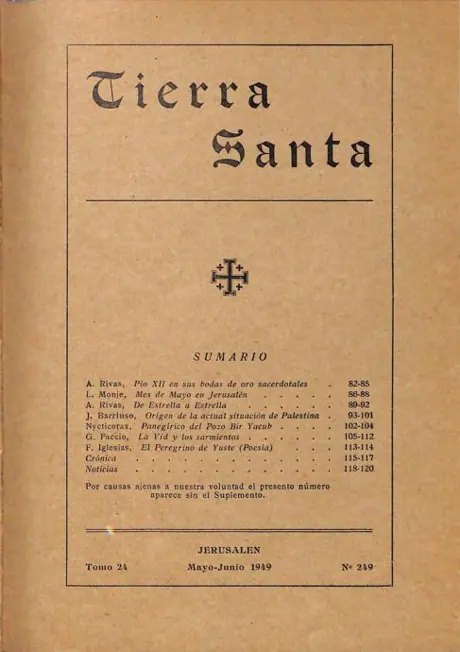 Tierra
Santa
SUMARIO
A. Rivas, Pio XII en sus bodas de oro sacerdotales . 82-85
L. Monje, Mes de Mayo en Jerusalén . . . . . 86-88
A. Rivas, De Estrella a Estrella . . . . . . 89-92
J. Barriuso, Origen de la actual situación de Palestina . 93-101
Nycticorax, Panegírico del Pozo Bir Yacub . . . . 102-104
G. Faccio, La Vid y los sarmientos . . . . . . 105-112
F. Iglesias, El Peregrino de Yuste (Poesía) . . . 113-114
Crónica . . . . . . . . . . . . 115-117
Noticias . . . . . . . . . . . . 118-120
Por causas ajenas a nuestra voluntad el presento número
aparece sin el Suplemento.
JERUSALEN
Tomo 24 Mayo-Junio 1949 Nº 249